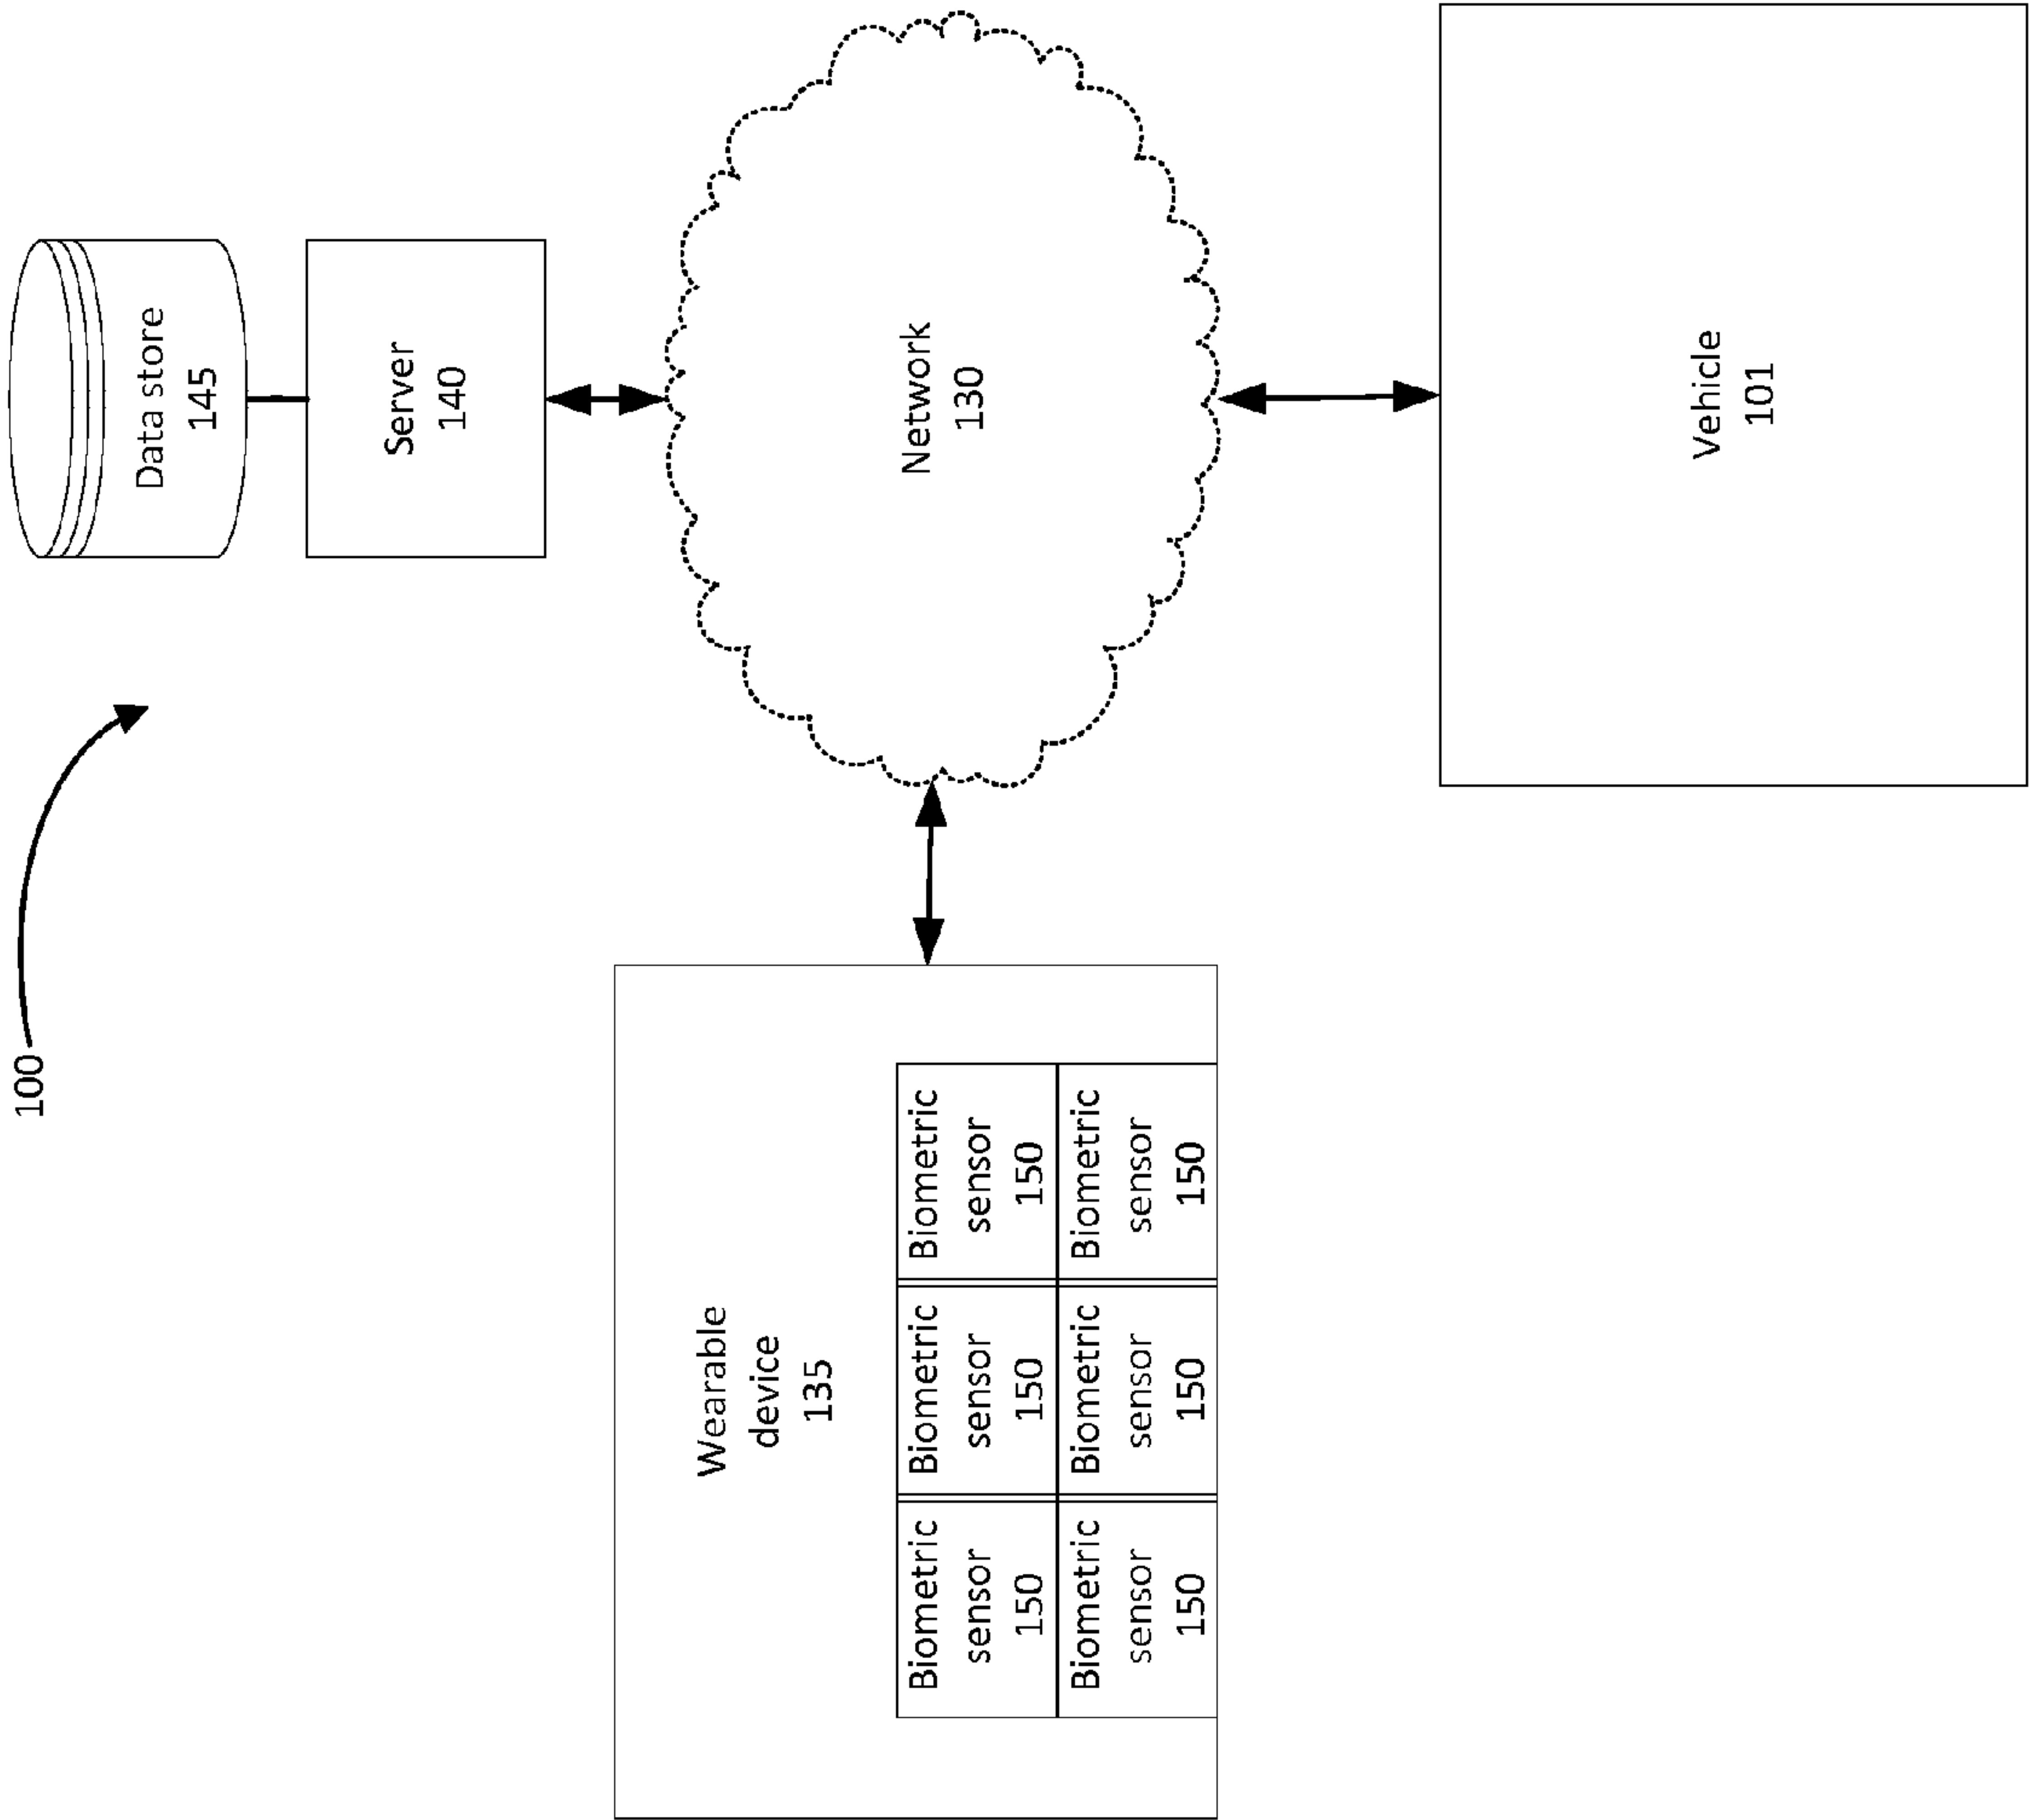 100
Data store
145
Server
140
Wearable
device
135
Biometric
sensor
150
Biometric
sensor
150
Biometric
sensor
150
Biometric
sensor
150
Biometric
sensor
150
Biometric
sensor
150
Network
130
Vehicle
101